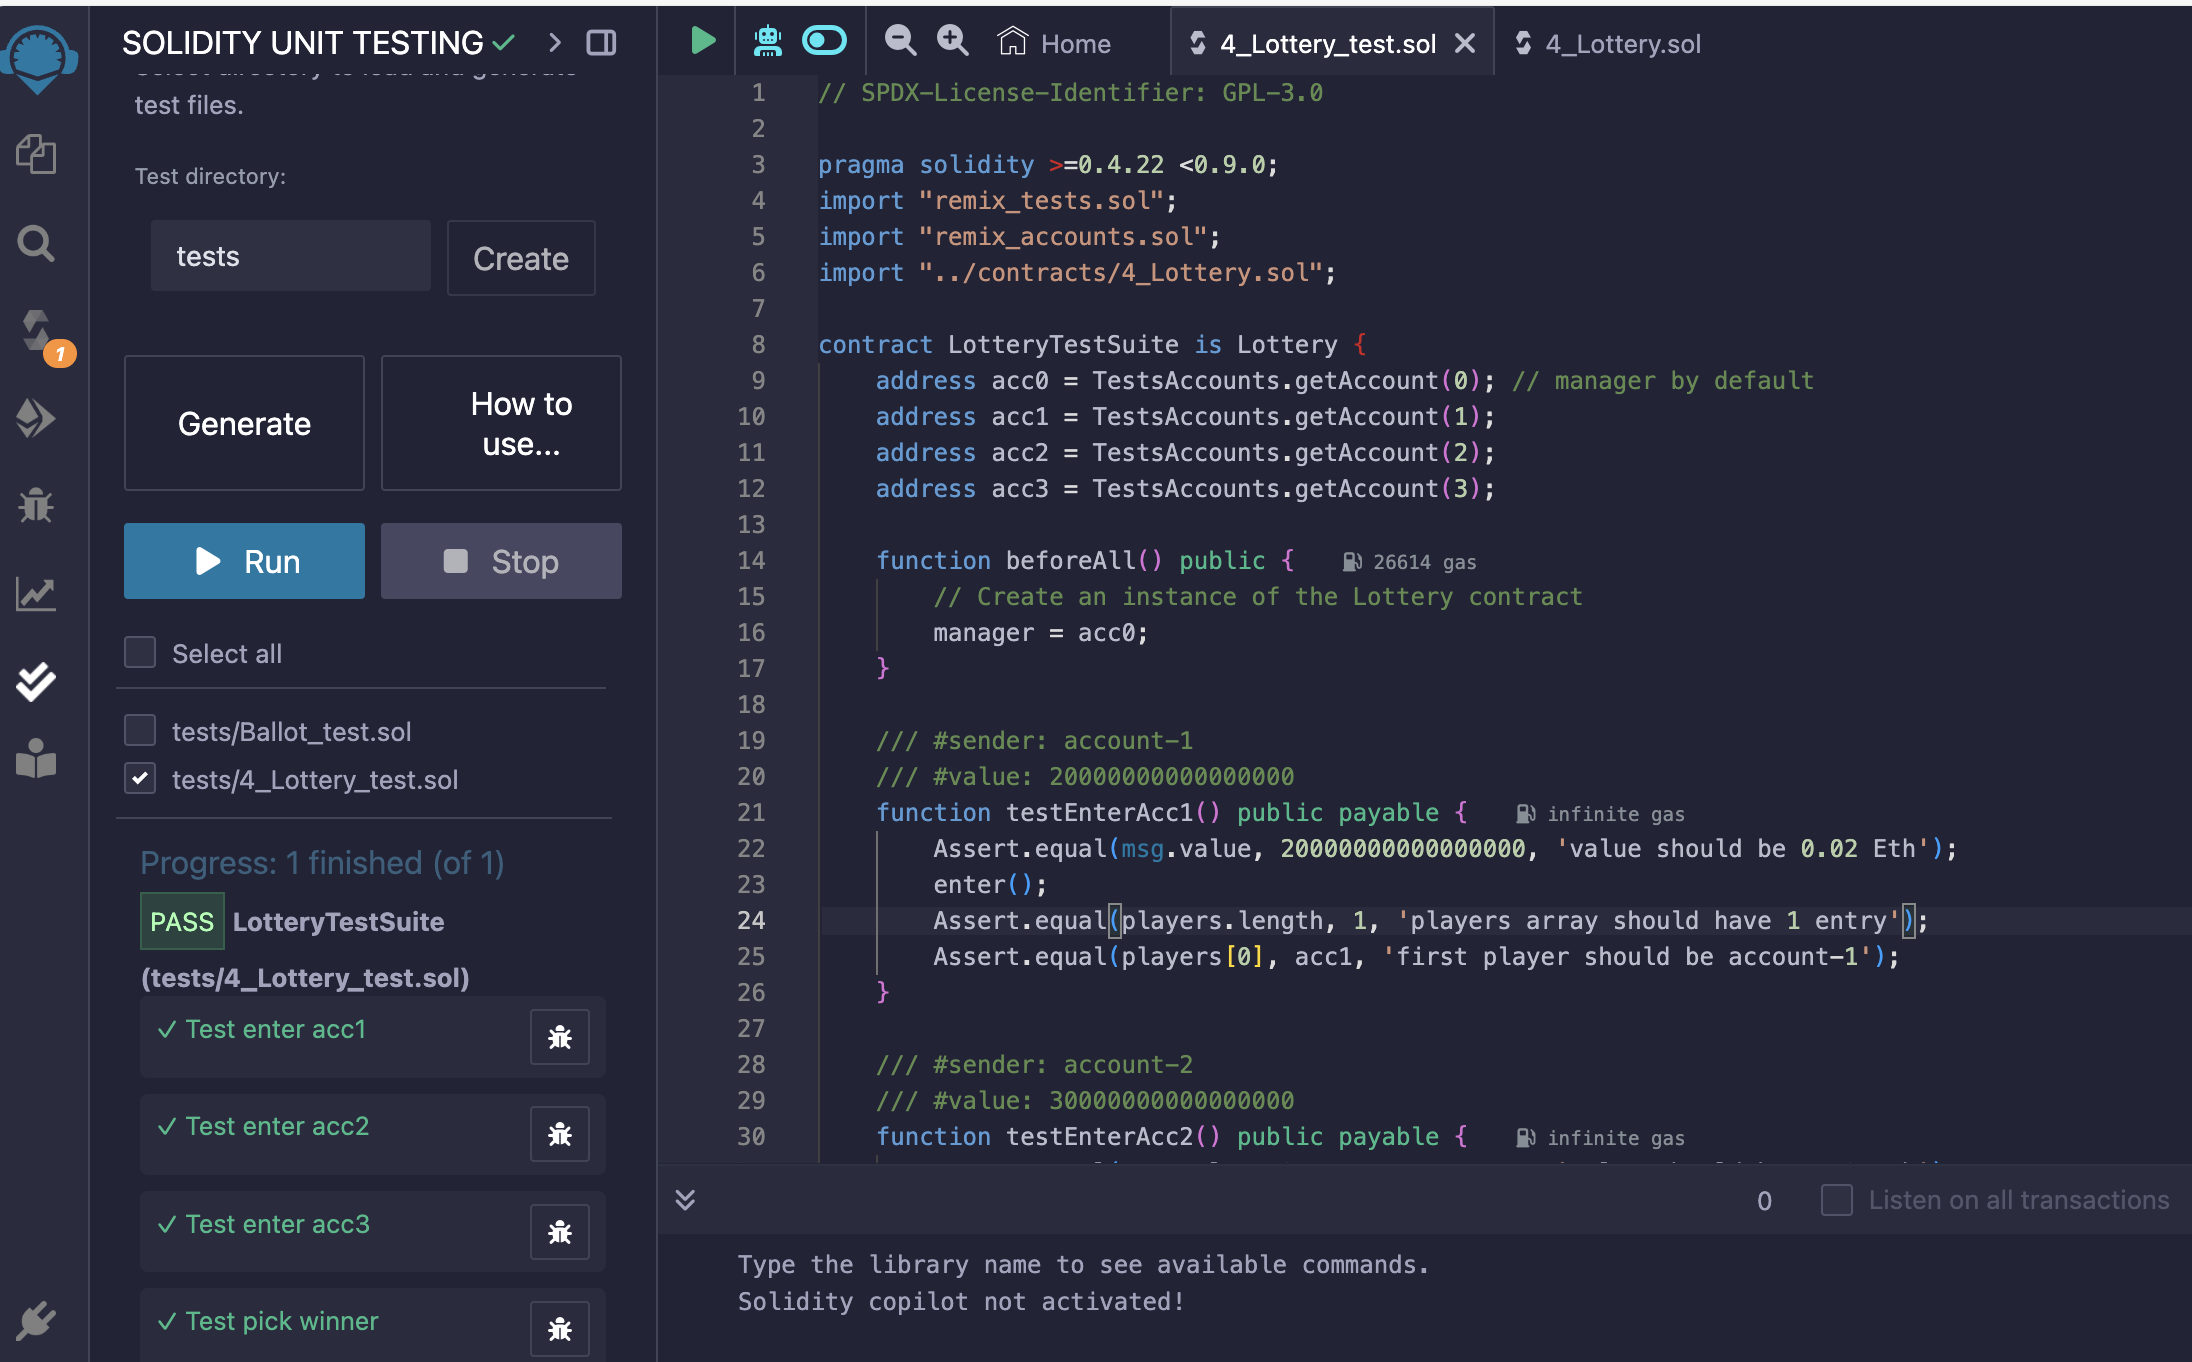 SOLIDITY UNIT TESTING
Select directory to load and generate
test files.
Test directory:
tests
Create
Generate
How to
use...
Run
Stop
1
Select all
tests/Ballot_test.sol
tests/4_Lottery_test.sol
Progress: 1 finished (of 1)
PASS LotteryTestSuite
(tests/4_Lottery_test.sol)
✓ Test enter acc1
✓ Test enter acc2
✓ Test enter acc3
✓ Test pick winner
Home
4_Lottery_test.sol
4_Lottery.sol
1 // SPDX-License-Identifier: GPL-3.0
2
3 pragma solidity >=0.4.22 <0.9.0;
4 import "remix_tests.sol";
5 import "remix_accounts.sol";
6 import "../contracts/4_Lottery.sol";
7
8 contract LotteryTestSuite is Lottery {
9 address acc0 = TestsAccounts.getAccount(0); // manager by default
10 address acc1 = TestsAccounts.getAccount(1);
11 address acc2 = TestsAccounts.getAccount(2);
12 address acc3 = TestsAccounts.getAccount(3);
13
14 function beforeAll() public { 26614 gas
15 // Create an instance of the Lottery contract
16 manager = acc0;
17 }
18
19 /// #sender: account-1
20 /// #value: 20000000000000000
21 function testEnterAcc1() public payable { infinite gas
22 Assert.equal(msg.value, 20000000000000000, 'value should be 0.02 Eth');
23 enter();
24 Assert.equal(players.length, 1, 'players array should have 1 entry');
25 Assert.equal(players[0], acc1, 'first player should be account-1');
26 }
27
28 /// #sender: account-2
29 /// #value: 30000000000000000
30 function testEnterAcc2() public payable { infinite gas
0
Listen on all transactions
Type the library name to see available commands.
Solidity copilot not activated!